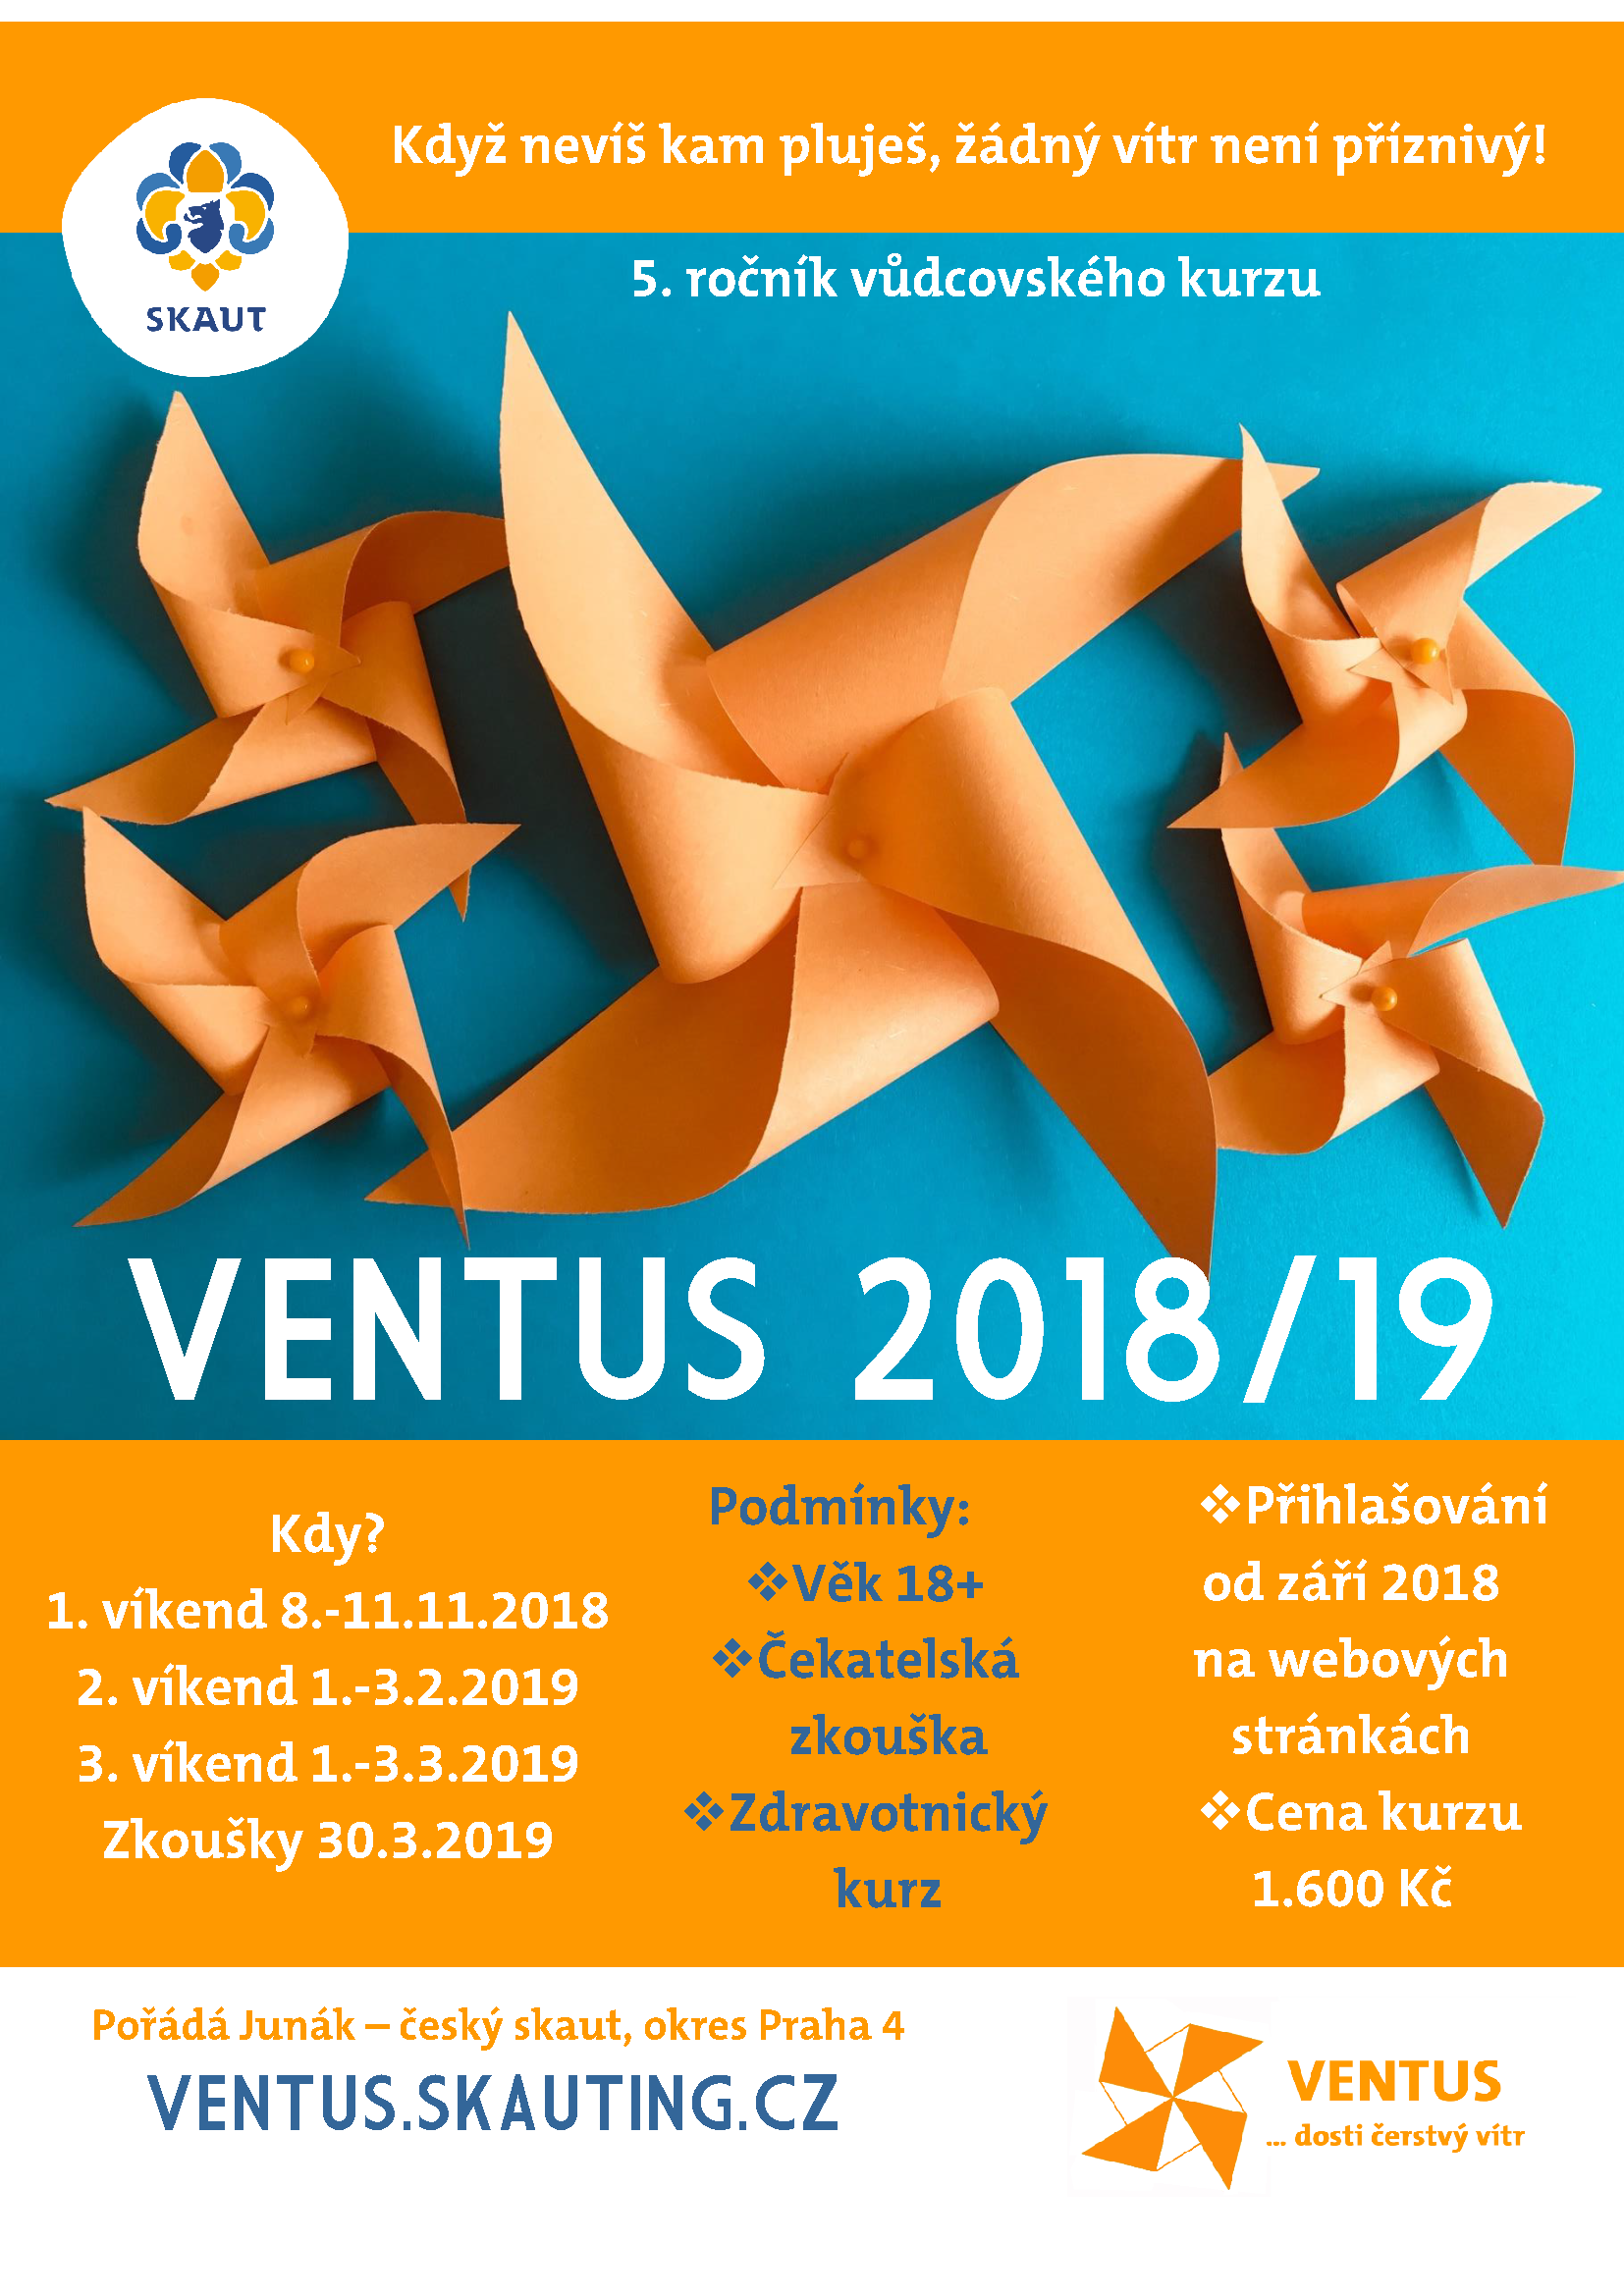 Když nevíš kam pluješ, žádný vítr není příznivý!
SKAUT
5. ročník vůdcovského kurzu
VENTUS 2018/19
Kdy?
1. víkend 8.-11.11.2018
2. víkend 1.-3.2.2019
3. víkend 1.-3.3.2019
Zkoušky 30.3.2019
Podmínky:
❖Věk 18+
❖Čekatelská
zkouška
❖Zdravotnický
kurz
❖Přihlašování
od září 2018
na webových
stránkách
❖Cena kurzu
1.600 Kč
Pořádá Junák – český skaut, okres Praha 4
VENTUS.SKAUTING.CZ
VENTUS
... dosti čerstvý vítr